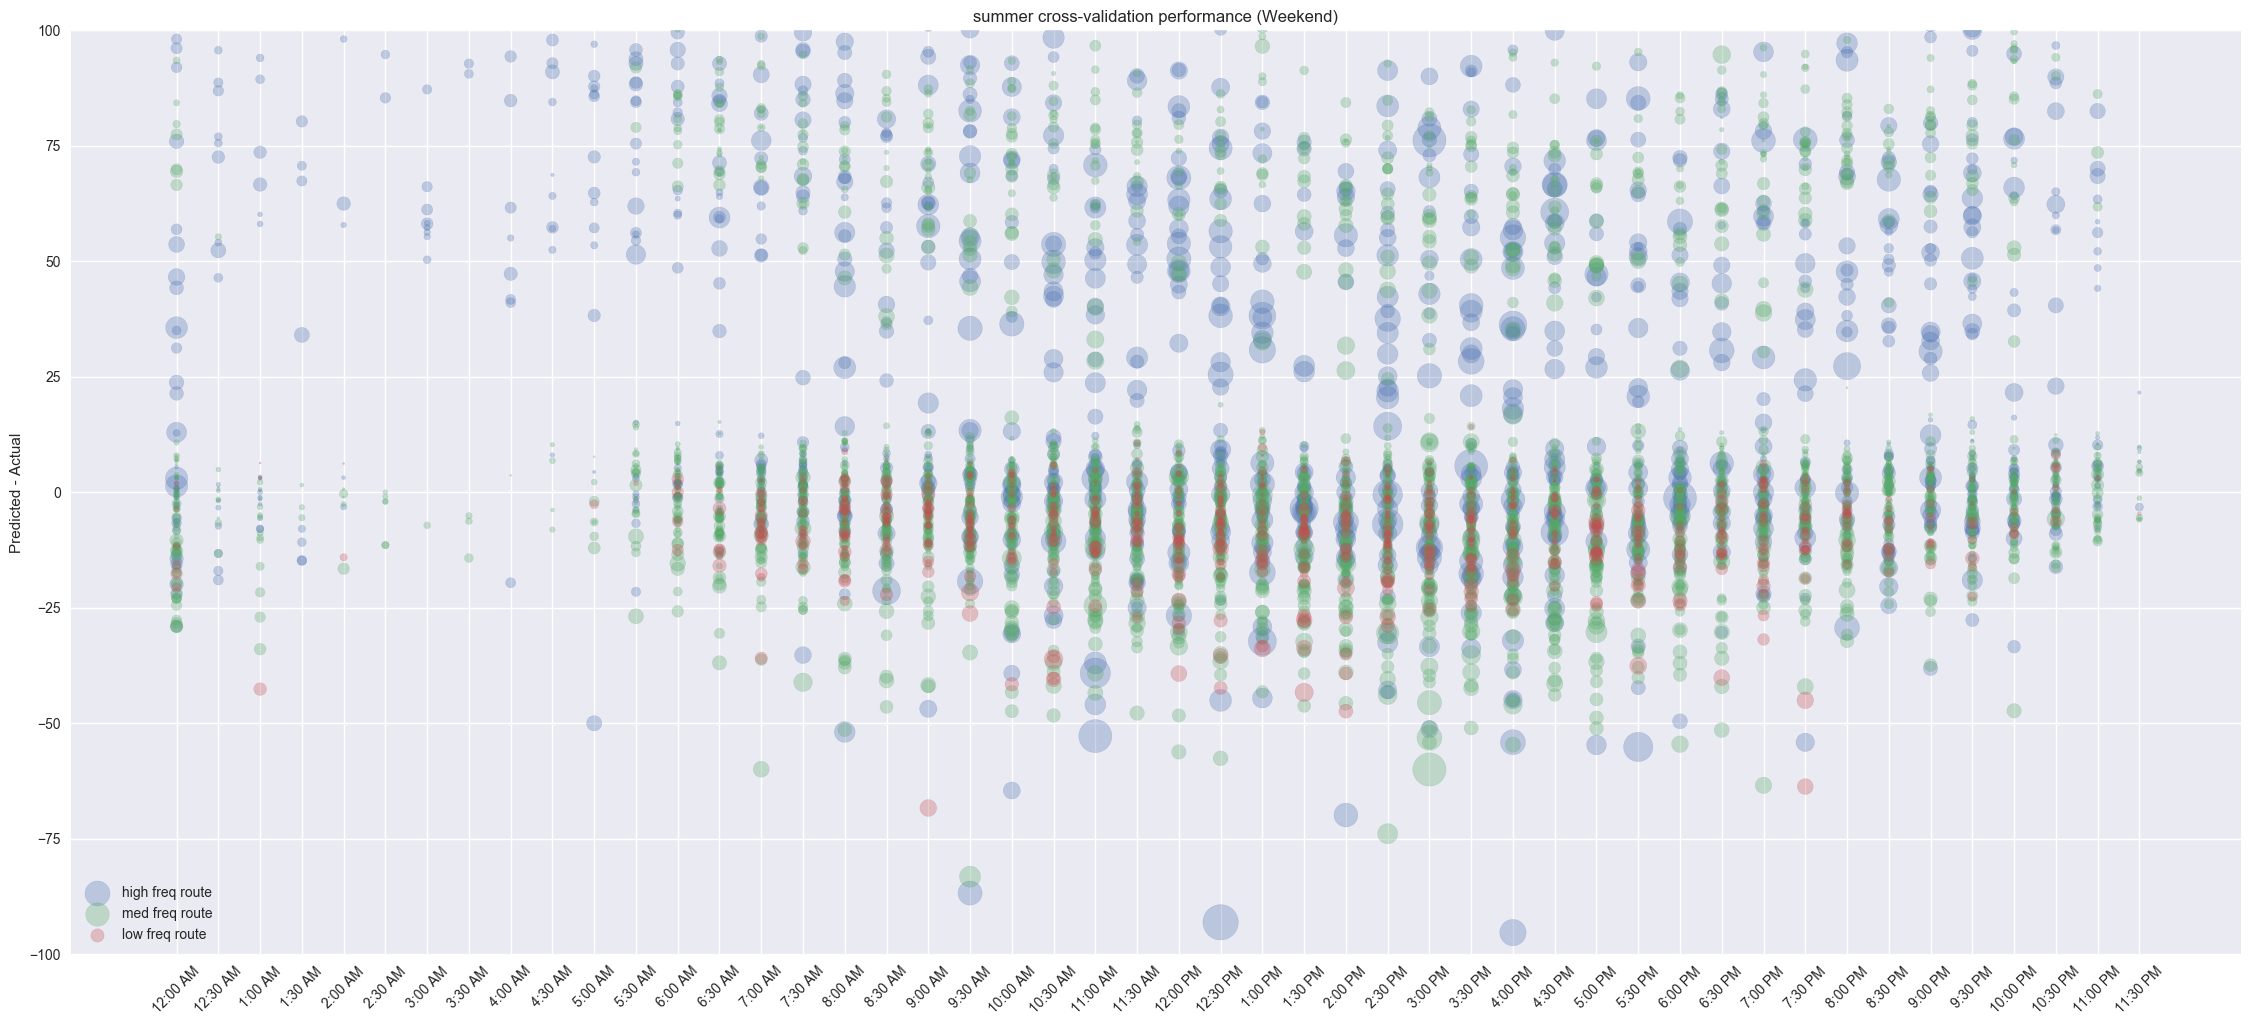 summer cross-validation performance (Weekend)
Predicted - Actual
100
75
50
25
0
−25
−50
−75
−100
high freq route
med freq route
low freq route
12:00 AM
12:30 AM
1:00 AM
1:30 AM
2:00 AM
2:30 AM
3:00 AM
3:30 AM
4:00 AM
4:30 AM
5:00 AM
5:30 AM
6:00 AM
6:30 AM
7:00 AM
7:30 AM
8:00 AM
8:30 AM
9:00 AM
9:30 AM
10:00 AM
10:30 AM
11:00 AM
11:30 AM
12:00 PM
12:30 PM
1:00 PM
1:30 PM
2:00 PM
2:30 PM
3:00 PM
3:30 PM
4:00 PM
4:30 PM
5:00 PM
5:30 PM
6:00 PM
6:30 PM
7:00 PM
7:30 PM
8:00 PM
8:30 PM
9:00 PM
9:30 PM
10:00 PM
10:30 PM
11:00 PM
11:30 PM